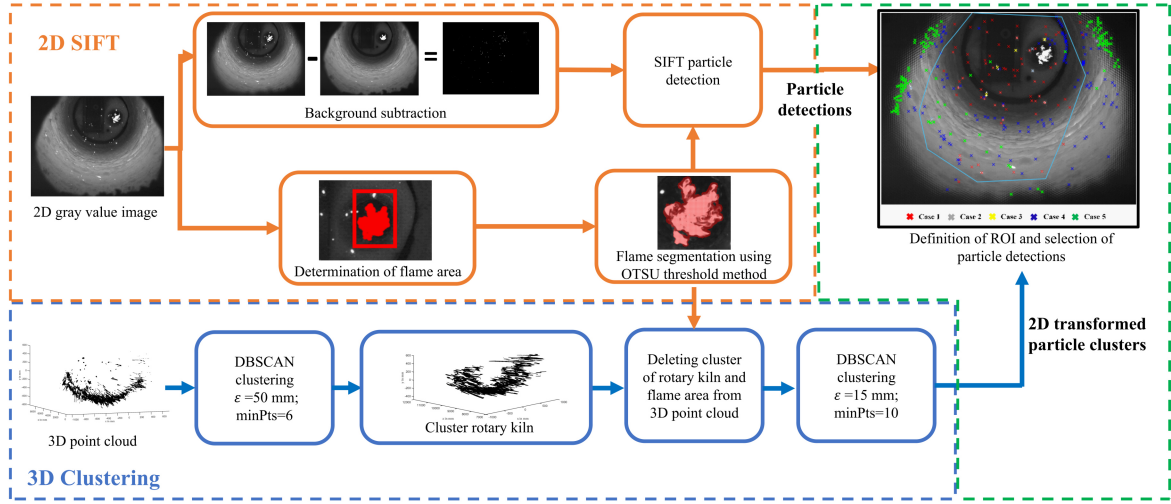 2D SIFT
Background subtraction
2D gray value image
SIFT particle
detection
Particle
detections
Determination of flame area
Flame segmentation using
OTSU threshold method
Case 1 Case 2 Case 3 Case 4 Case 5
Definition of ROI and selection of
particle detections
3D point cloud
DBSCAN
clustering
ε =50 mm;
minPts=6
Cluster rotary kiln
Deleting cluster
of rotary kiln and
flame area from
3D point cloud
DBSCAN
clustering
ε =15 mm;
minPts=10
2D transformed
particle clusters
3D Clustering